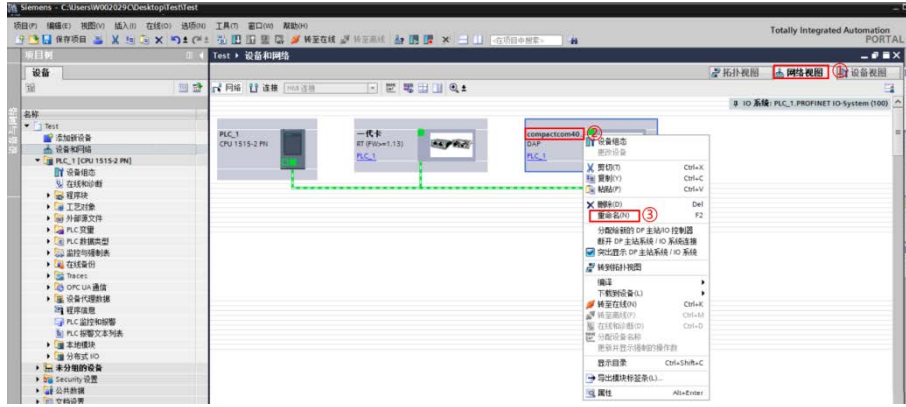 Siemens - C:\Users\W002029C\Desktop\Test\Test
项目(P) 编辑(E) 视图(V) 插入(I) 在线(O) 选项(N) 工具(T) 窗口(W) 帮助(H)
保存项目 转至在线 转至离线 <在项目中搜索>
Totally Integrated Automation
PORTAL
项目树
Test ▸ 设备和网络
设备
拓扑视图 网络视图 ① 设备视图
网络 连接 HMI 连接
IO 系统: PLC_1.PROFINET IO-System (100)
名称
Test
添加新设备
设备和网络
PLC_1 [CPU 1515-2 PN]
设备组态
在线和诊断
程序块
工艺对象
外部源文件
PLC 变量
PLC 数据类型
监控与强制表
在线备份
Traces
OPC UA 通信
设备代理数据
程序信息
PLC 监控和报警
PLC 报警文本列表
本地模块
分布式 I/O
未分组的设备
Security 设置
公共数据
文档设置
PLC_1
CPU 1515-2 PN
一代卡
RT (FW>=1.13)
PLC_1
compactcom40...
②
DAP
PLC_1
设备组态
更改设备
剪切(T) Ctrl+X
复制(Y) Ctrl+C
粘贴(P) Ctrl+V
删除(D) Del
重命名(N) ③ F2
分配给新的 DP 主站/IO 控制器
断开 DP 主站系统 / IO 系统连接
突出显示 DP 主站系统 / IO 系统
转到拓扑视图
编译
下载到设备(L)
转至在线(N) Ctrl+K
转至离线(F) Ctrl+M
在线和诊断(D) Ctrl+D
分配设备名称
更新并显示强制的操作数
显示目录 Ctrl+Shift+C
导出模块标签条(L)...
属性 Alt+Enter